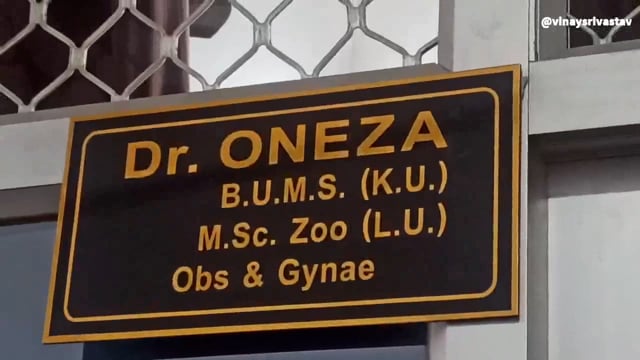 @vinaysrivastav
Dr. ONEZA
B.U.M.S. (K.U.)
M.Sc. Zoo (L.U.)
Obs & Gynae